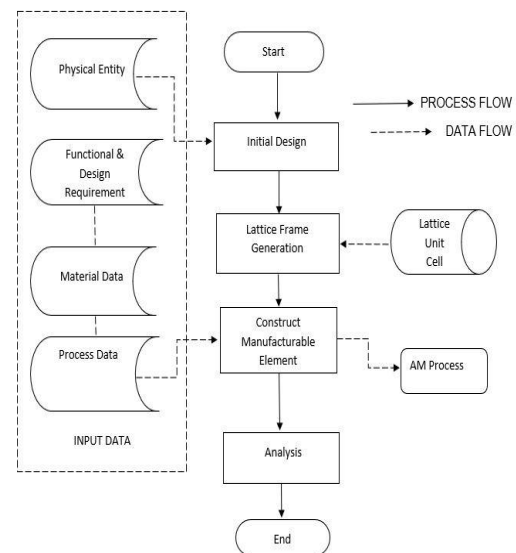 Physical Entity
Functional &
Design
Requirement
Material Data
Process Data
INPUT DATA
Start
Initial Design
Lattice Frame
Generation
Construct
Manufacturable
Element
Analysis
End
PROCESS FLOW
DATA FLOW
Lattice
Unit
Cell
AM Process